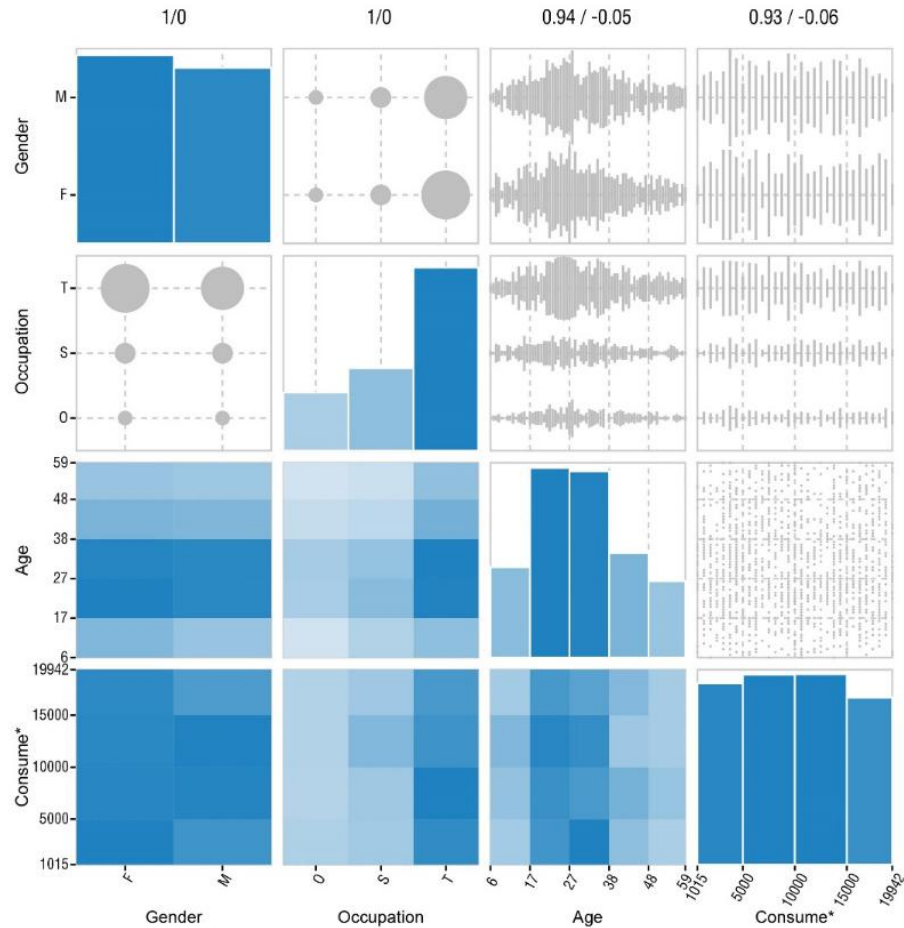 1/0 1/0 0.94 / -0.05 0.93 / -0.06
Gender
M
F
Occupation
T
S
O
Age
59
48
38
27
17
6
Consume*
19942
15000
10000
5000
1015
F M O S T 6 17 27 38 48 59 1015 5000 10000 15000 19942
Gender Occupation Age Consume*